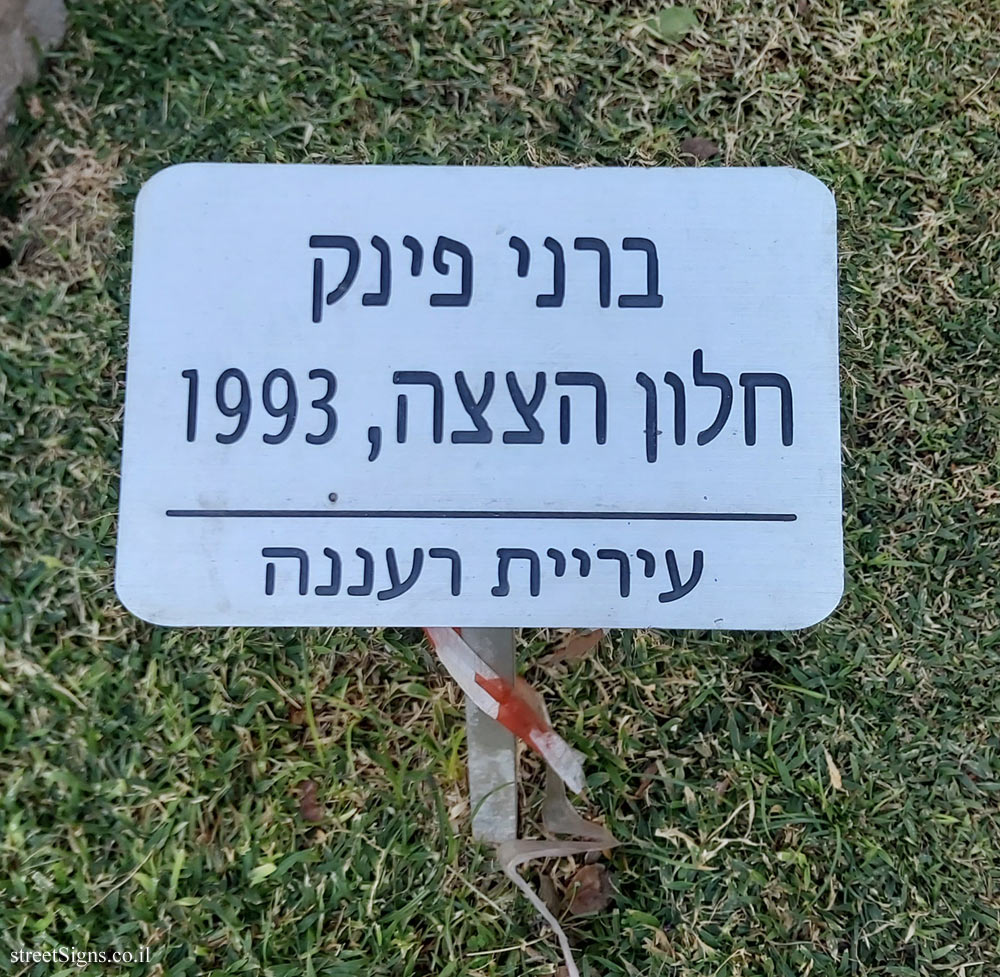 ברני פינק
חלון הצצה, 1993
עיריית רעננה
streetSigns.co.il